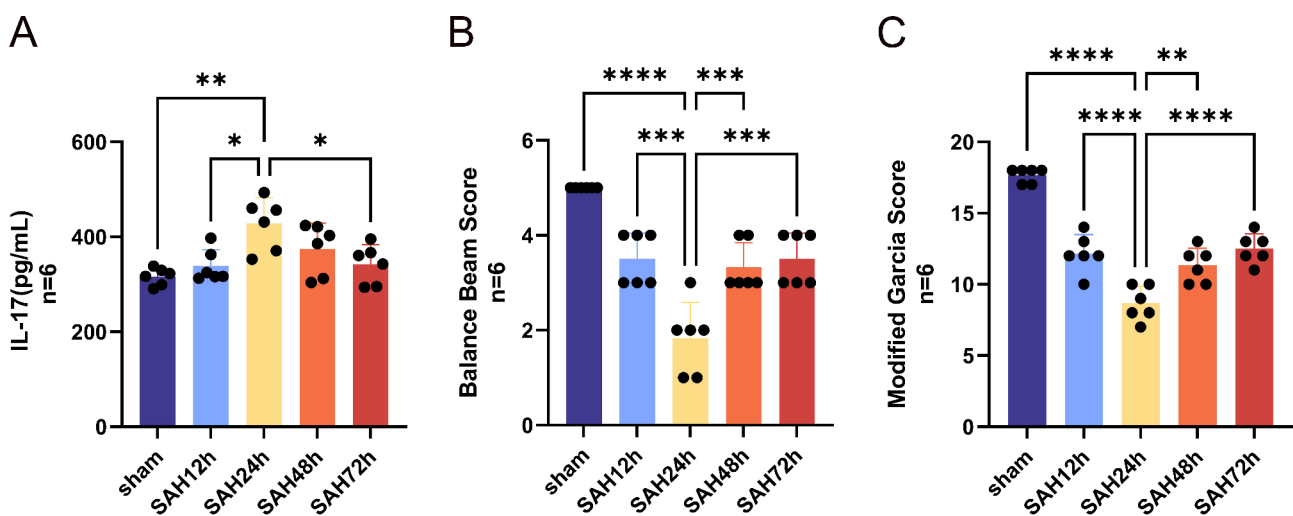 A
B
C
**
*
*
IL-17(pg/mL)
n=6
600
400
200
0
sham
SAH12h
SAH24h
SAH48h
SAH72h
****
***
***
***
Balance Beam Score
n=6
6
4
2
0
sham
SAH12h
SAH24h
SAH48h
SAH72h
****
**
****
****
Modified Garcia Score
n=6
20
15
10
5
0
sham
SAH12h
SAH24h
SAH48h
SAH72h